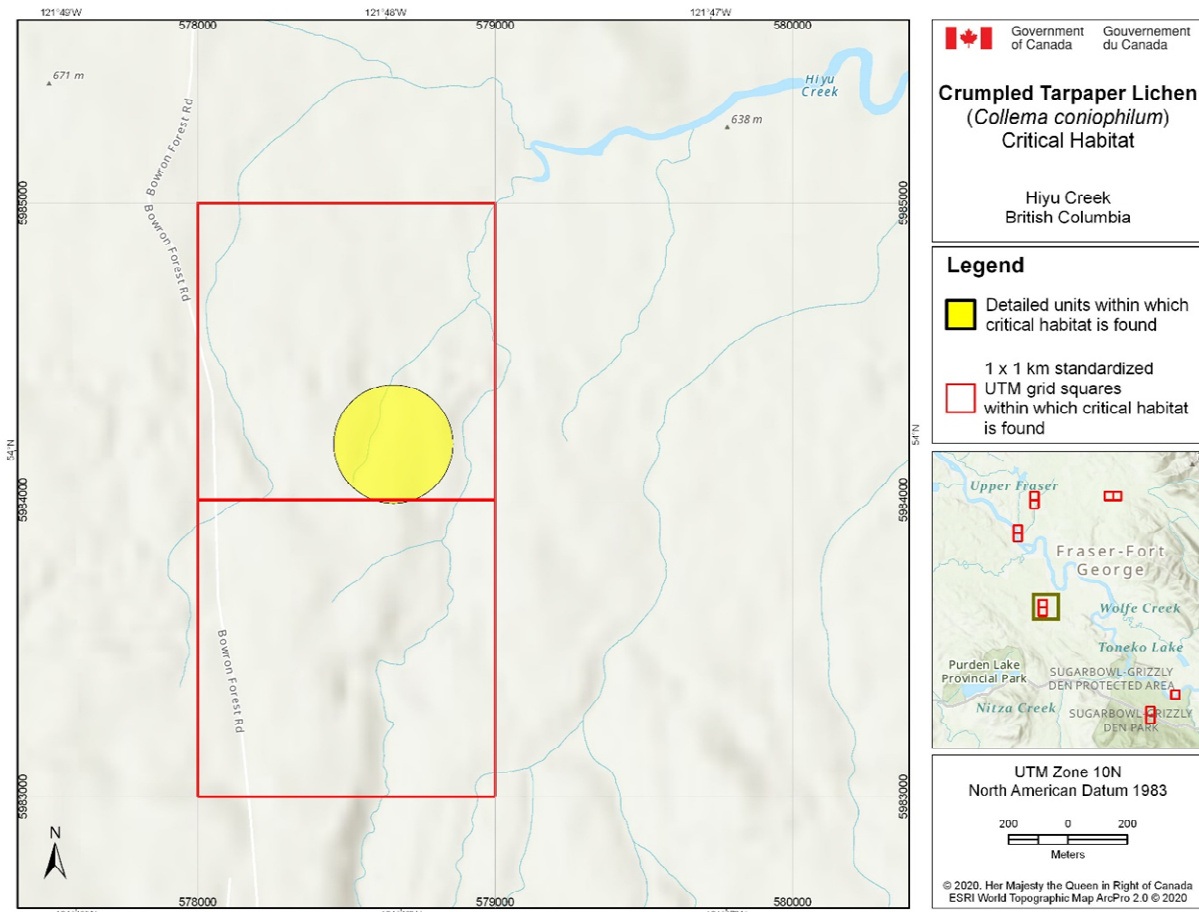 121°49'W
121°48'W
121°47'W
578000
579000
580000
671 m
Hiyu
Creek
638 m
Bowron Forest Rd
Bowron Forest Rd
5985000
5985000
54°N
54°N
5984000
5984000
Bowron Forest Rd
5983000
5983000
N
578000
579000
580000
Government
of Canada
Gouvernement
du Canada
Crumpled Tarpaper Lichen
(Collema coniophilum)
Critical Habitat
Hiyu Creek
British Columbia
Legend
Detailed units within which
critical habitat is found
1 x 1 km standardized
UTM grid squares
within which critical habitat
is found
Upper Fraser
Fraser-Fort
George
Wolfe Creek
Toneko Lake
Purden Lake
Provincial Park
SUGARBOWL-GRIZZLY
DEN PROTECTED AREA
Nitza Creek
SUGARBOWL-GRIZZLY
DEN PARK
UTM Zone 10N
North American Datum 1983
200 0 200
Meters
© 2020. Her Majesty the Queen in Right of Canada
ESRI World Topographic Map ArcPro 2.0 © 2020